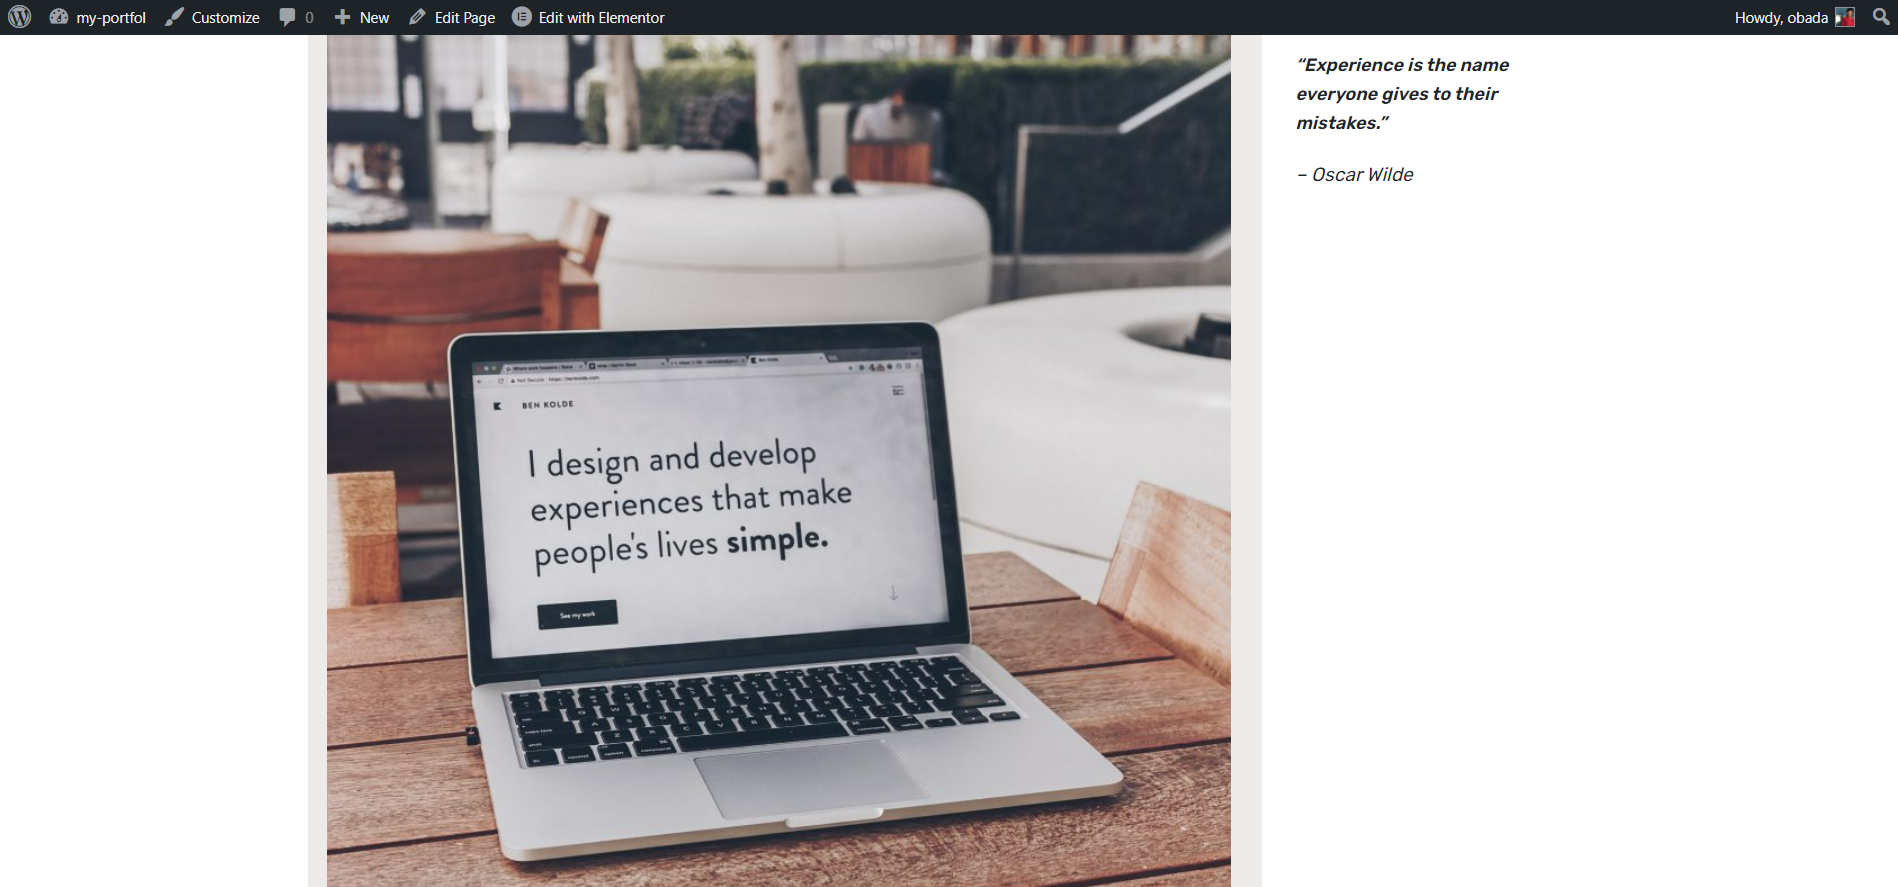 my-portfol Customize 0 New Edit Page Edit with Elementor Howdy, obada
“Experience is the name
everyone gives to their
mistakes.”
– Oscar Wilde
BEN KOLDE
I design and develop
experiences that make
people's lives simple.
See my work